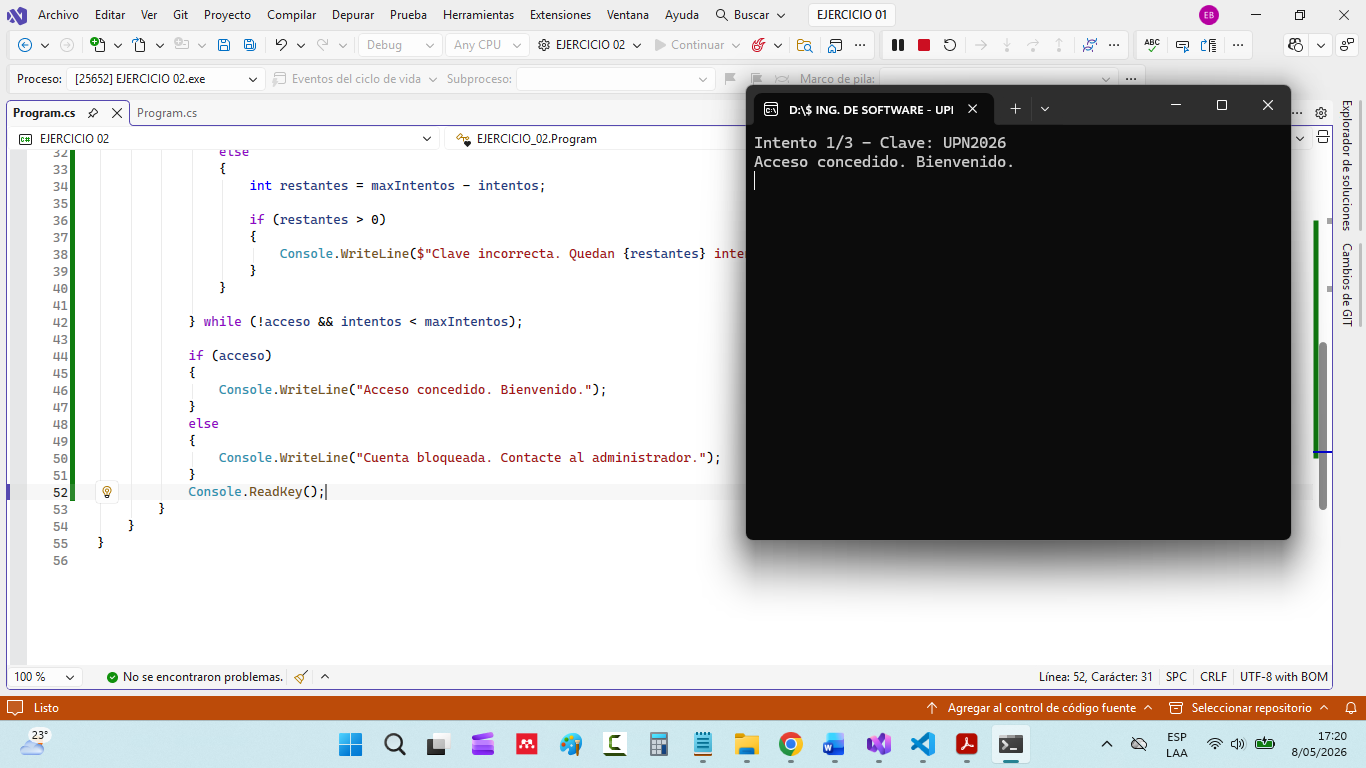 Archivo Editar Ver Git Proyecto Compilar Depurar Prueba Herramientas Extensiones Ventana Ayuda Buscar EJERCICIO 01 EB
Debug Any CPU EJERCICIO 02 Continuar ABC
Proceso: [25652] EJERCICIO 02.exe Eventos del ciclo de vida Subproceso: Marco de pila:
Program.cs Program.cs
C# EJERCICIO 02 EJERCICIO_02.Program
32 else
33 {
34 int restantes = maxIntentos - intentos;
35
36 if (restantes > 0)
37 {
38 Console.WriteLine($"Clave incorrecta. Quedan {restantes}
39 }
40 }
41
42 } while (!acceso && intentos < maxIntentos);
43
44 if (acceso)
45 {
46 Console.WriteLine("Acceso concedido. Bienvenido.");
47 }
48 else
49 {
50 Console.WriteLine("Cuenta bloqueada. Contacte al administrador.");
51 }
52 Console.ReadKey();
53 }
54 }
55 }
56
D:\$ ING. DE SOFTWARE - UPI
Intento 1/3 - Clave: UPN2026
Acceso concedido. Bienvenido.
Explorador de soluciones
Cambios de GIT
100 % No se encontraron problemas. Línea: 52, Carácter: 31 SPC CRLF UTF-8 with BOM
Listo Agregar al control de código fuente Seleccionar repositorio
23° ESP 17:20
LAA 8/05/2026